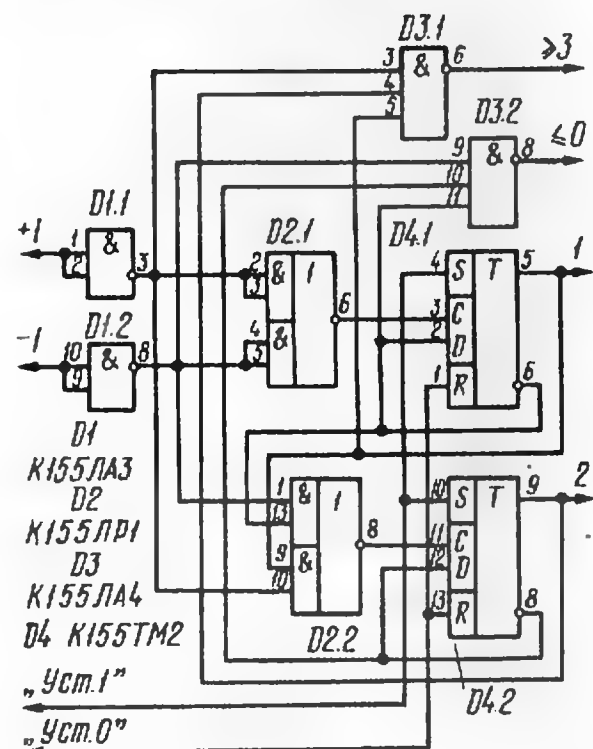 D3.1
3 & 6 ≥3
4
5
D3.2
9 & 8 ≤0
10
11
+1 D1.1
1 & 3
2
D2.1
2 & 1 6
3
4 &
5
D4.1
4 S T 5 1
3 C
2 D
1 R 6
-1 D1.2
10 & 8
9
D1
К155ЛА3
D2
К155ЛР1
D3
К155ЛА4
D4 К155ТМ2
1 & 1 8
13
9 &
10
D2.2
10 S T 9 2
11 C
12 D
13 R 8
D4.2
„Уст.1”
„Уст.0”